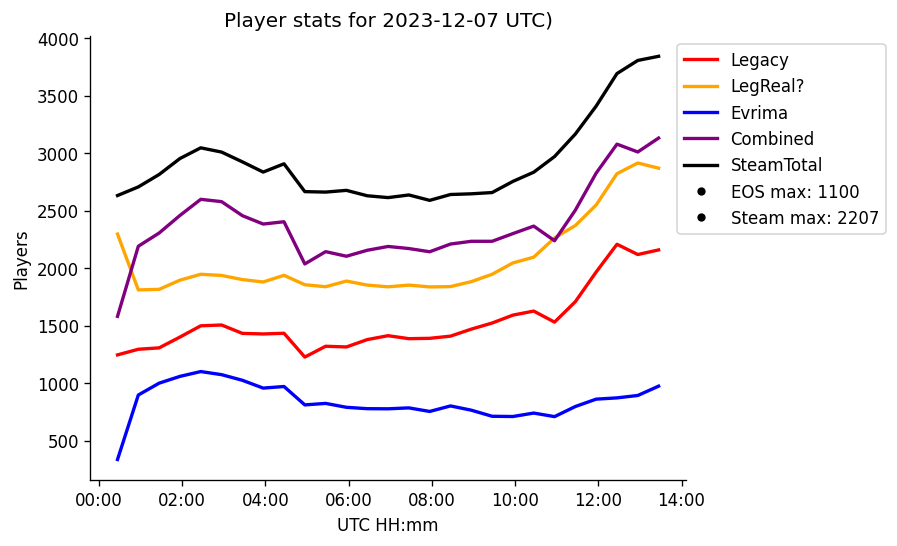 Player stats for 2023-12-07 UTC)
4000
3500
3000
2500
2000
1500
1000
500
Players
00:00 02:00 04:00 06:00 08:00 10:00 12:00 14:00
UTC HH:mm
Legacy
LegReal?
Evrima
Combined
SteamTotal
EOS max: 1100
Steam max: 2207